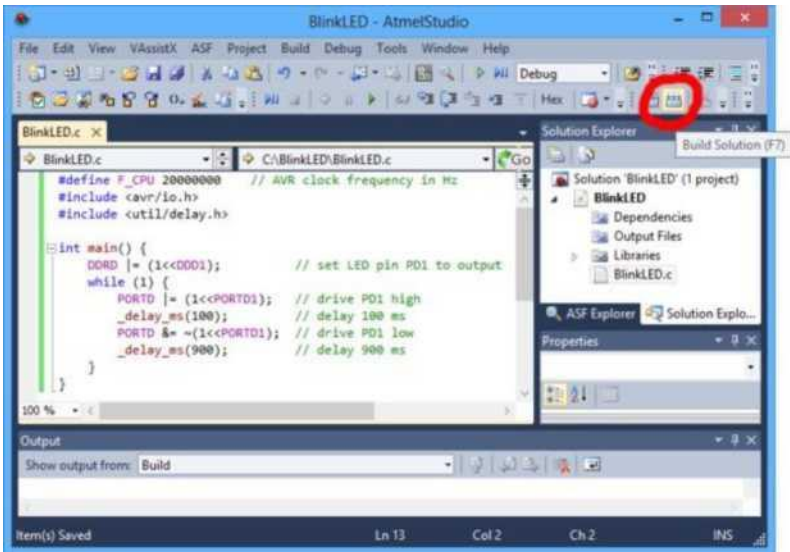 BlinkLED - AtmelStudio
File Edit View VAssistX ASF Project Build Debug Tools Window Help
Debug
Hex
BlinkLED.c
Solution Explorer
Build Solution (F7)
BlinkLED.c
C:\BlinkLED\BlinkLED.c
Go
#define F_CPU 20000000 // AVR clock frequency in Hz
#include <avr/io.h>
#include <util/delay.h>
int main() {
DDRD |= (1<<DDD1); // set LED pin PD1 to output
while (1) {
PORTD |= (1<<PORTD1); // drive PD1 high
_delay_ms(100); // delay 100 ms
PORTD &= ~(1<<PORTD1); // drive PD1 low
_delay_ms(900); // delay 900 ms
}
}
100 %
Solution 'BlinkLED' (1 project)
BlinkLED
Dependencies
Output Files
Libraries
BlinkLED.c
ASF Explorer Solution Explo...
Properties
Output
Show output from: Build
Item(s) Saved Ln 13 Col 2 Ch 2 INS